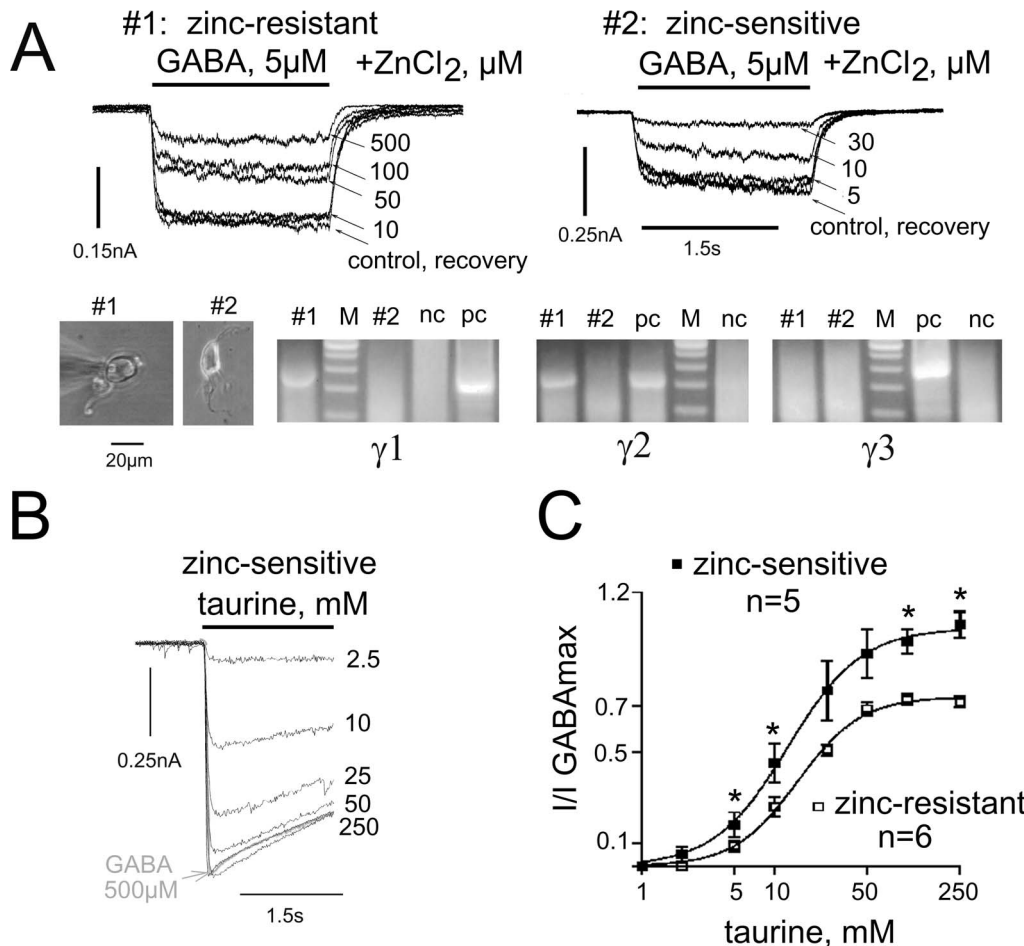 A
#1: zinc-resistant
GABA, 5µM +ZnCl2, µM
500
100
50
10
control, recovery
0.15nA
#2: zinc-sensitive
GABA, 5µM +ZnCl2, µM
30
10
5
control, recovery
0.25nA
1.5s
#1 #2
20µm
#1 M #2 nc pc
γ1
#1 #2 pc M nc
γ2
#1 #2 M pc nc
γ3
B
zinc-sensitive
taurine, mM
2.5
10
25
50
250
0.25nA
GABA
500µM
1.5s
C
zinc-sensitive
n=5
1.2
0.7
0.5
0.1
I/I GABAmax
* * * *
zinc-resistant
n=6
1 5 10 50 250
taurine, mM